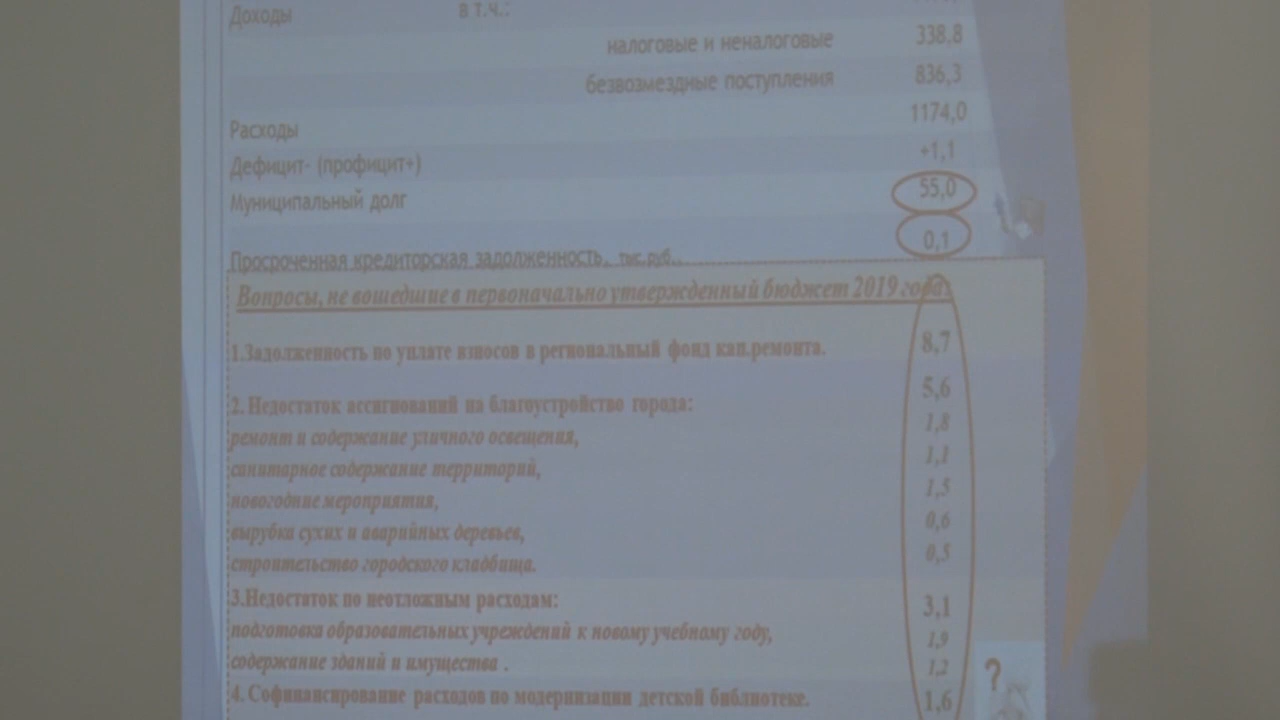 Доходы в т.ч.:
налоговые и неналоговые 338,8
безвозмездные поступления 836,3
Расходы 1174,0
Дефицит- (профицит+) +1,1
Муниципальный долг 55,0
Просроченная кредиторская задолженность, тыс.руб. 0,1
Вопросы, не вошедшие в первоначально утвержденный бюджет 2019 года:
1.Задолженность по уплате взносов в региональный фонд кап.ремонта. 8,7
2. Недостаток ассигнований на благоустройство города: 5,6
ремонт и содержание уличного освещения, 1,8
санитарное содержание территорий, 1,1
новогодние мероприятия, 1,5
вырубка сухих и аварийных деревьев, 0,6
строительство городского кладбища. 0,5
3.Недостаток по неотложным расходам: 3,1
подготовка образовательных учреждений к новому учебному году, 1,9
содержание зданий и имущества . 1,2
4. Софинансирование расходов по модернизации детской библиотеке. 1,6
?